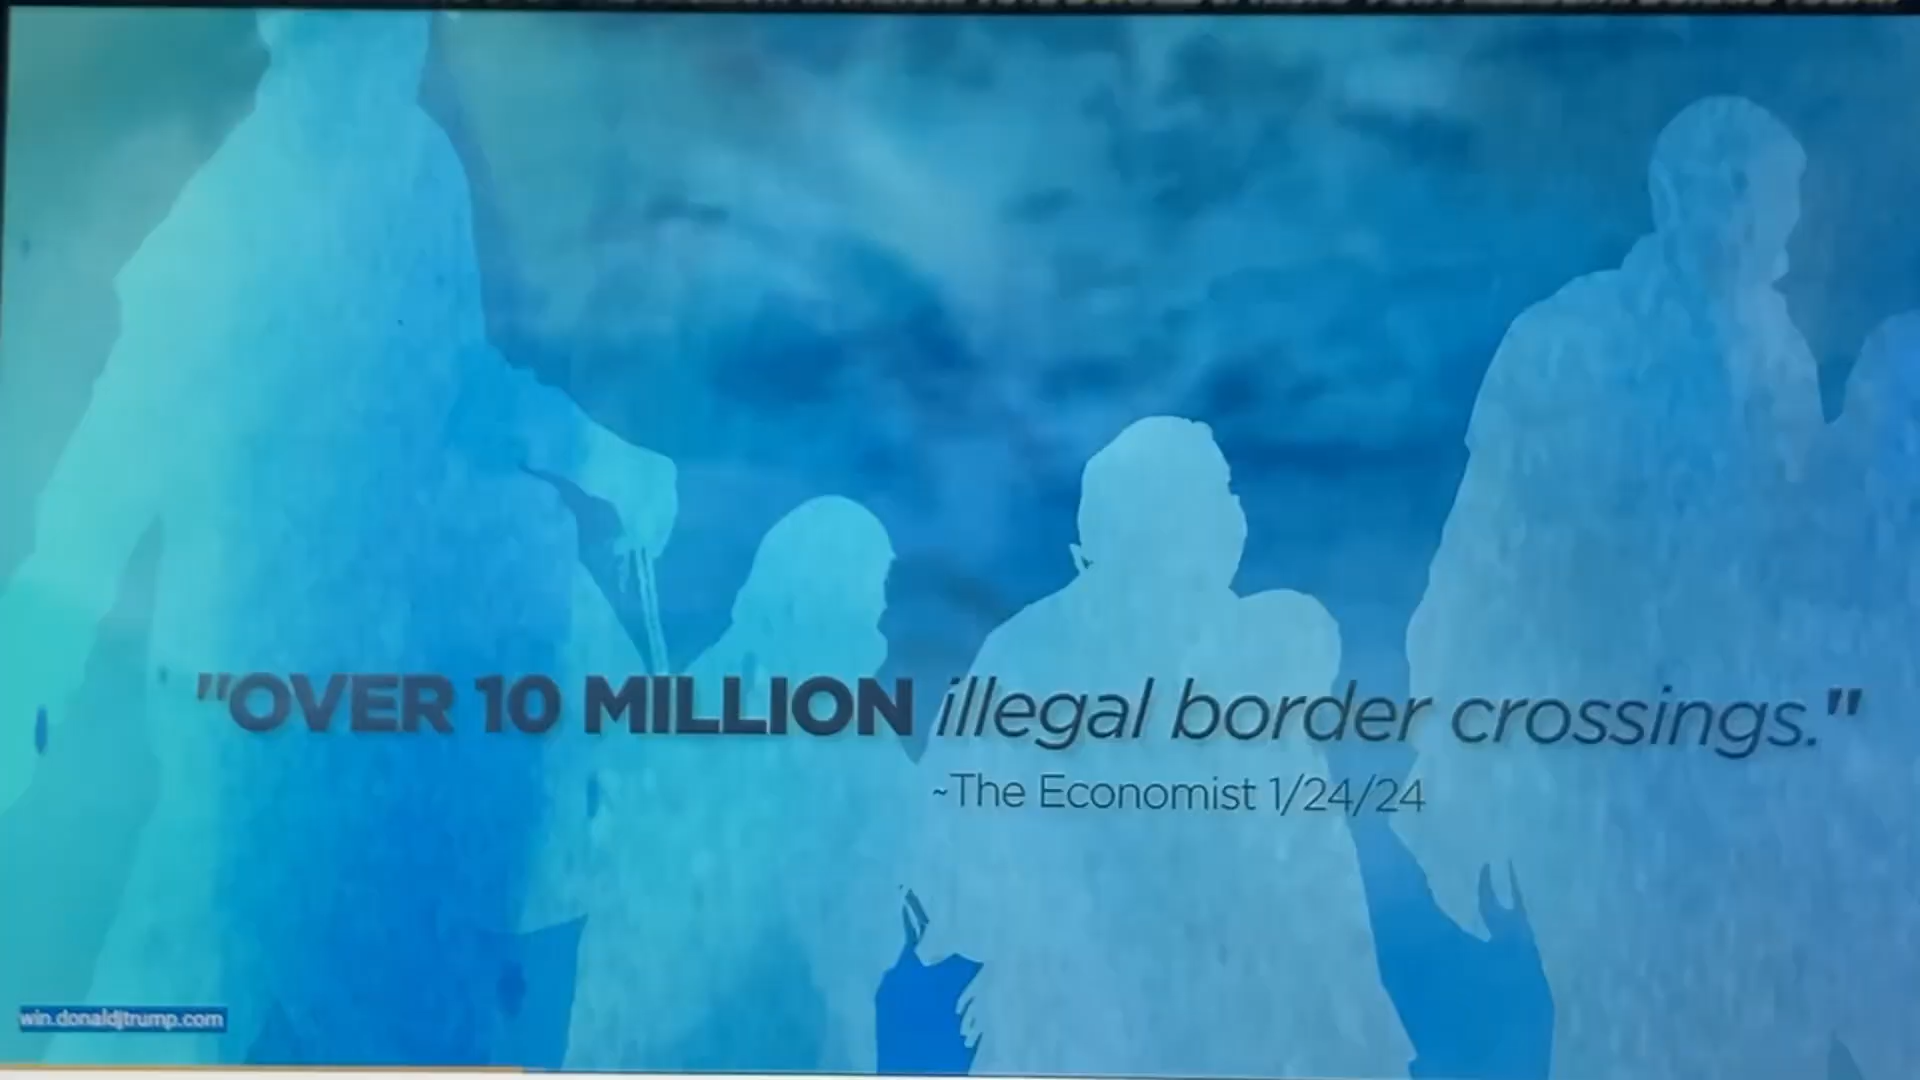 "OVER 10 MILLION illegal border crossings."
~The Economist 1/24/24
win.donaldjtrump.com